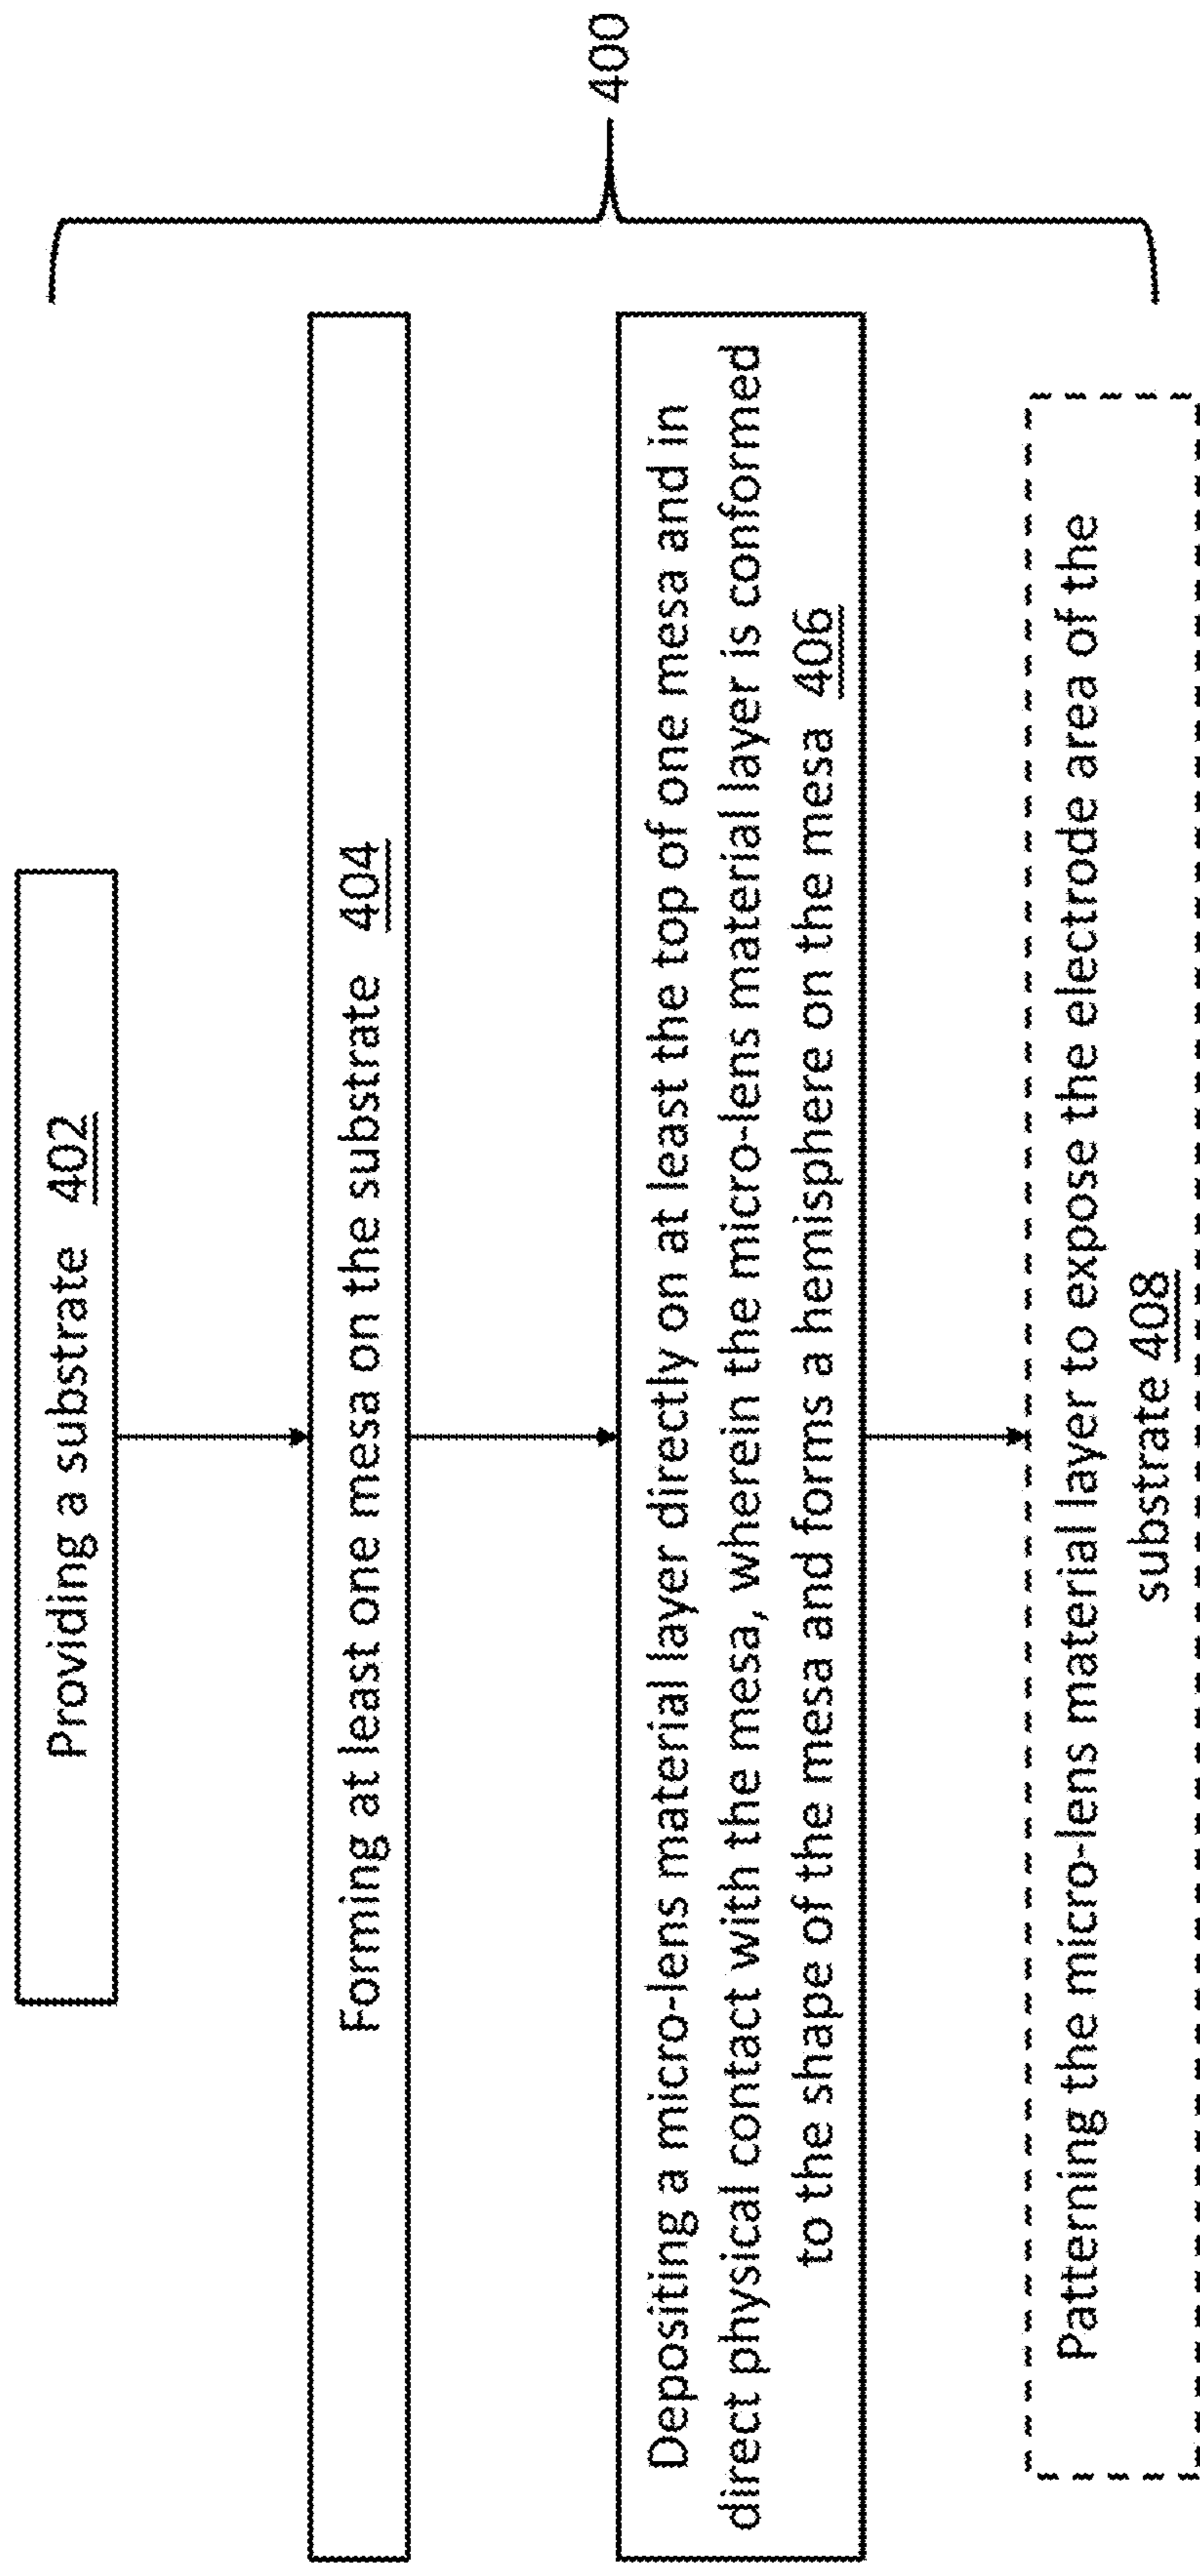 Providing a substrate 402
Forming at least one mesa on the substrate 404
Depositing a micro-lens material layer directly on at least the top of one mesa and in
direct physical contact with the mesa, wherein the micro-lens material layer is conformed
to the shape of the mesa and forms a hemisphere on the mesa 406
Patterning the micro-lens material layer to expose the electrode area of the
substrate 408
400